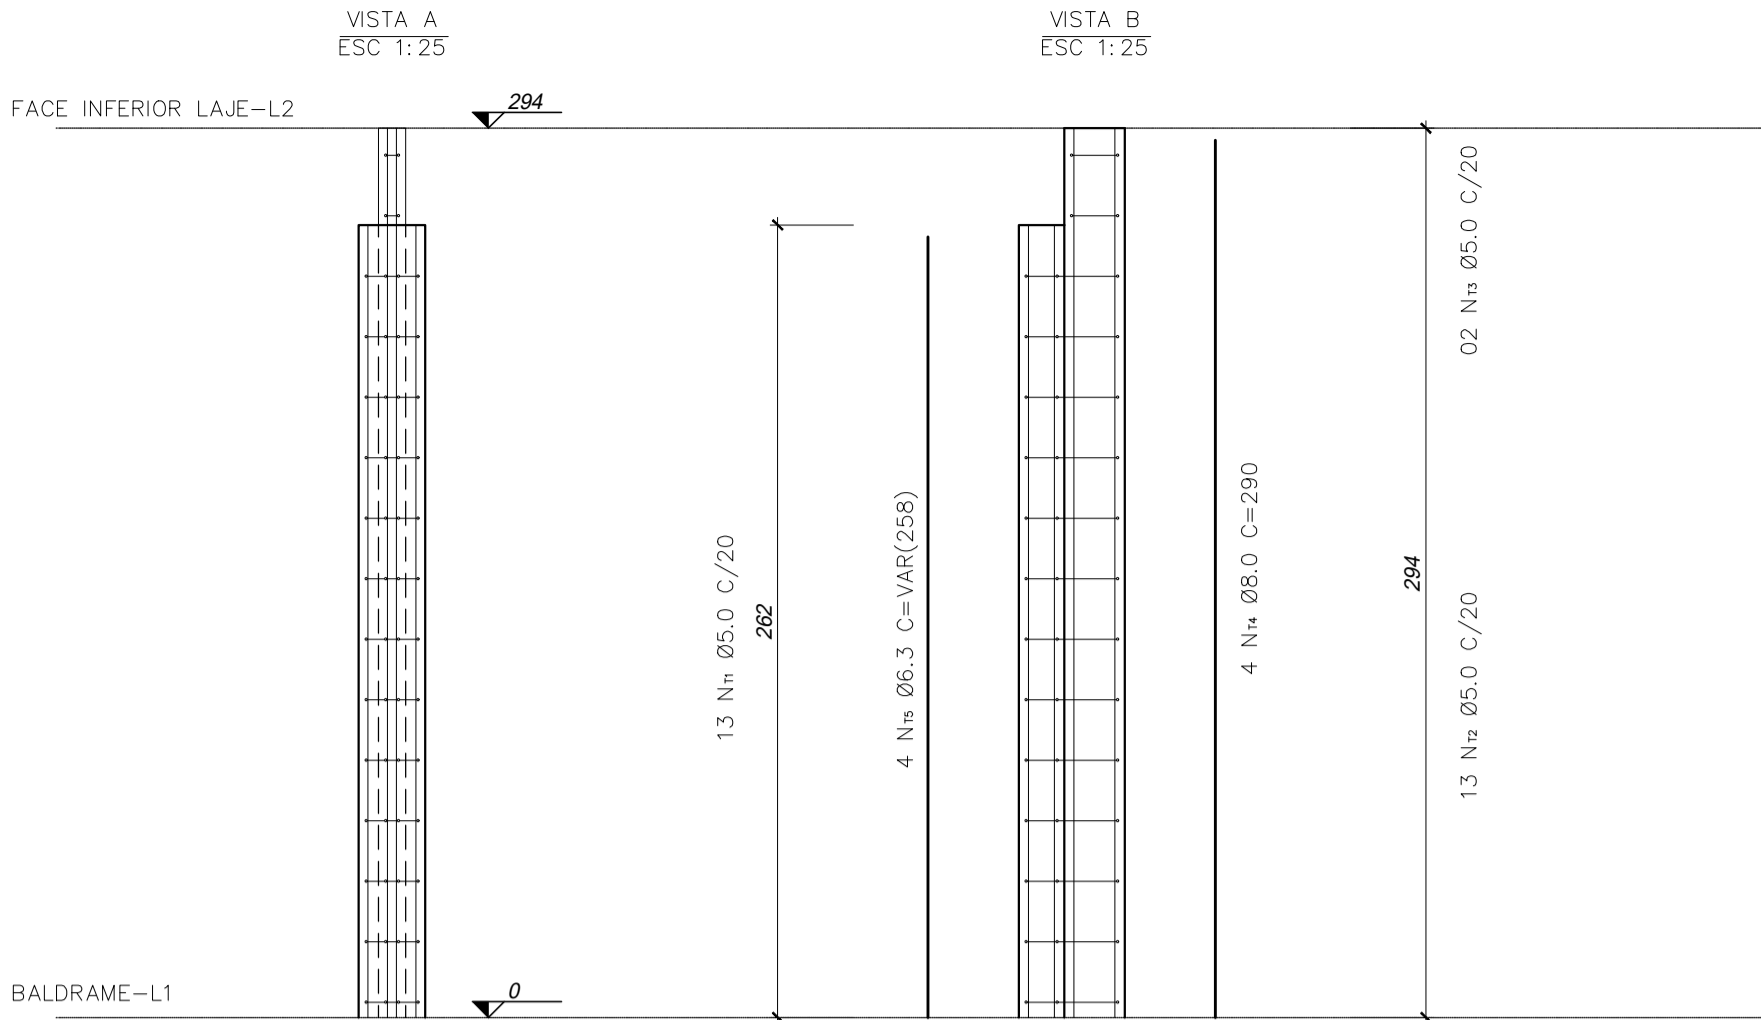 VISTA A
ESC 1:25
VISTA B
ESC 1:25
FACE INFERIOR LAJE-L2
294
02 NT3 Ø5.0 C/20
13 NT1 Ø5.0 C/20
262
4 NT5 Ø6.3 C=VAR(258)
4 NT4 Ø8.0 C=290
294
13 NT2 Ø5.0 C/20
BALDRAME-L1
0